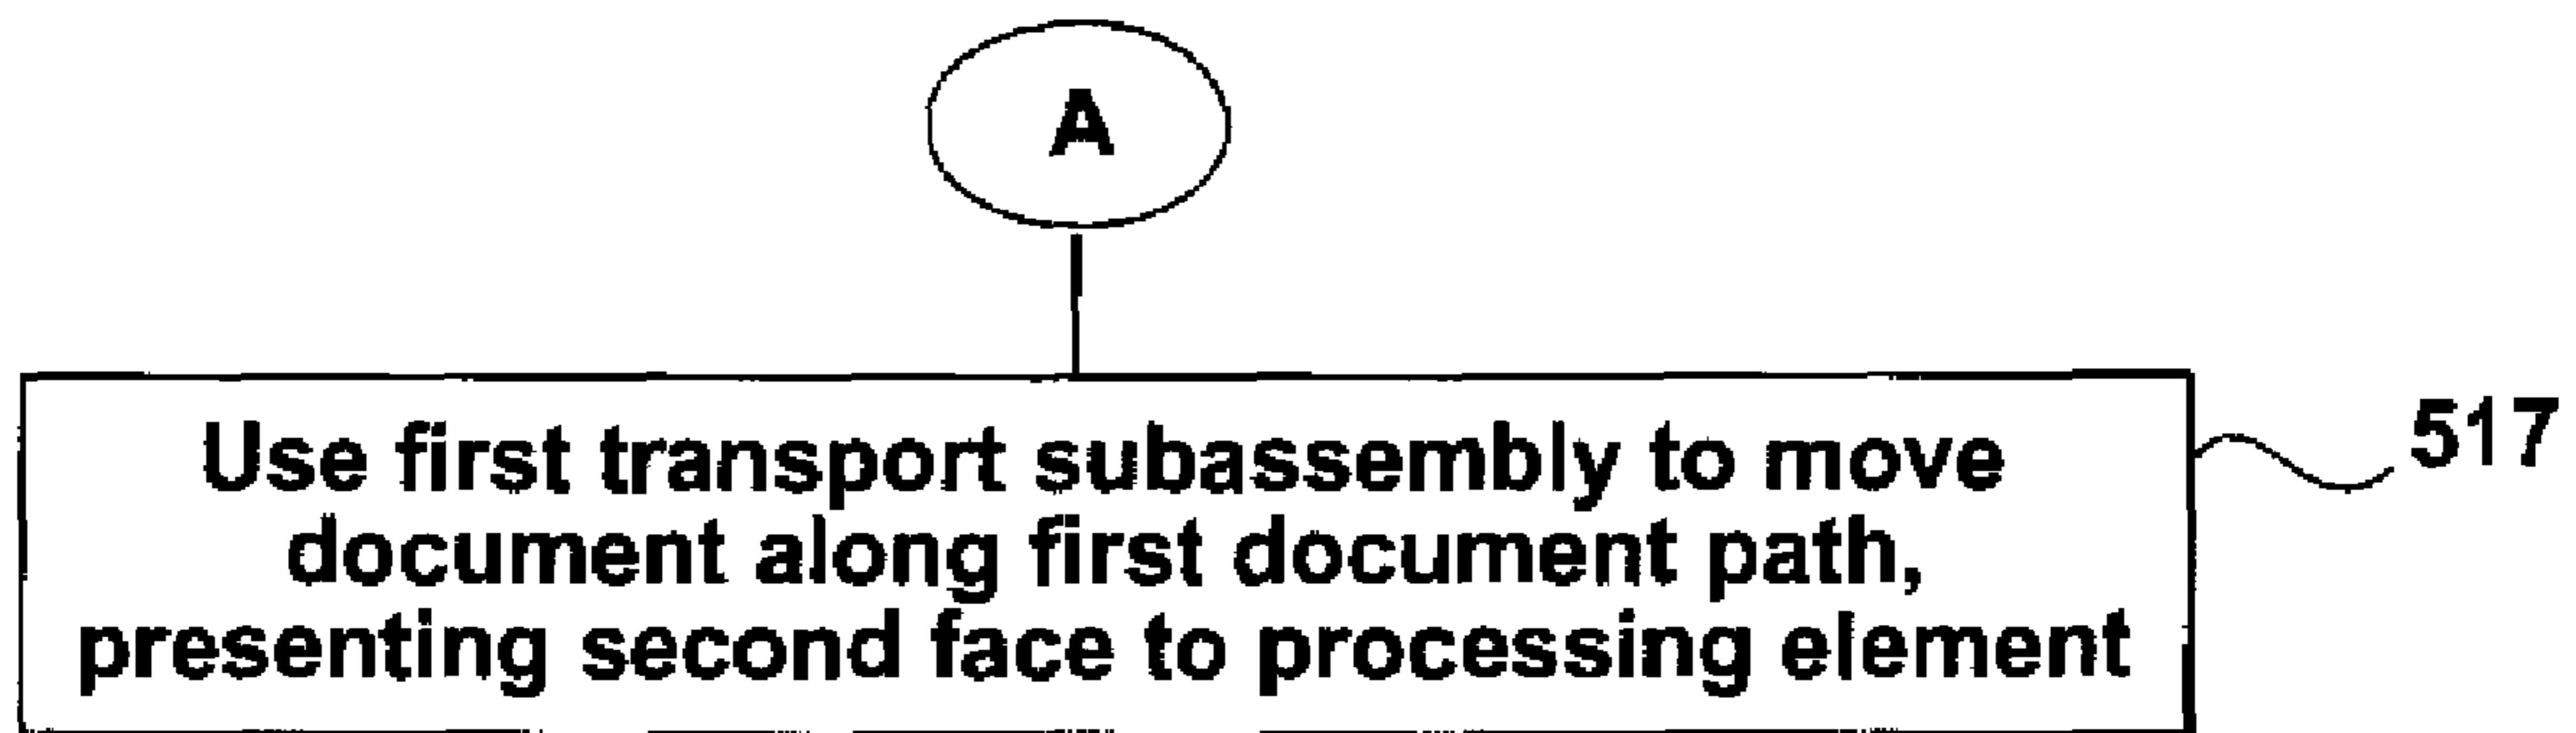 A
Use first transport subassembly to move
517
document along first document path,
presenting second face to processing element